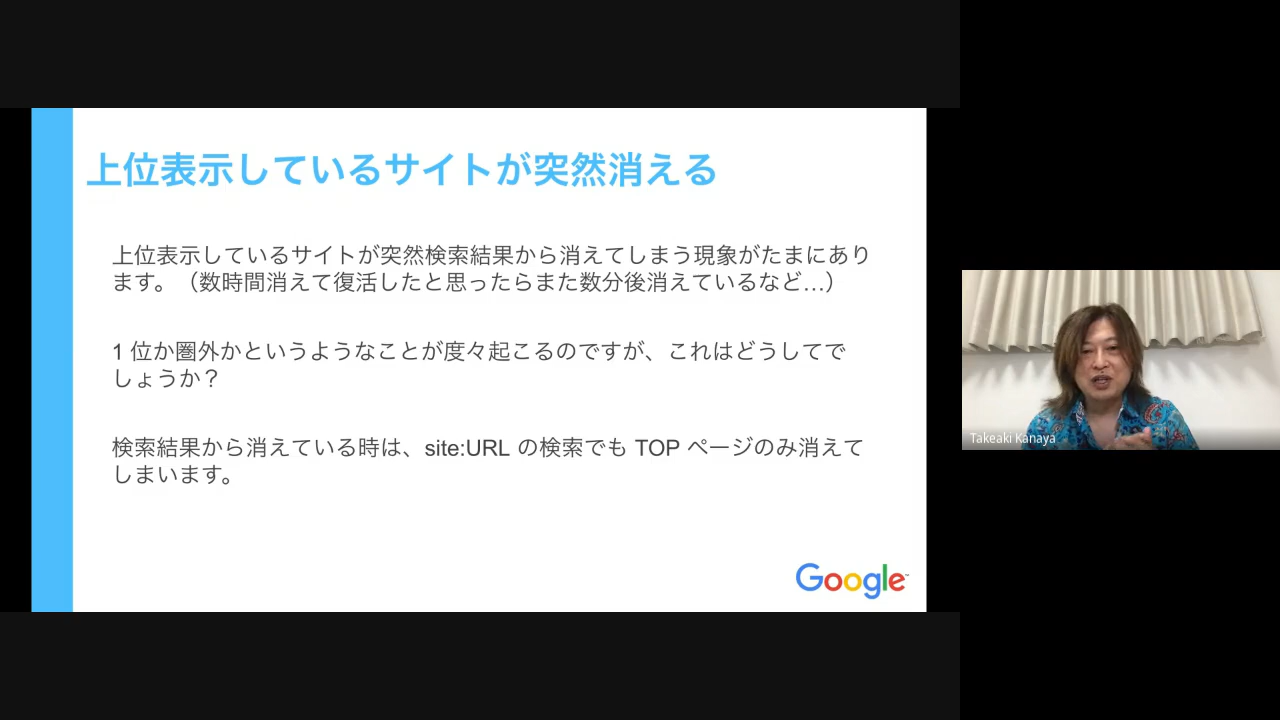 上位表示しているサイトが突然消える
上位表示しているサイトが突然検索結果から消えてしまう現象がたまにあり
ます。（数時間消えて復活したと思ったらまた数分後消えているなど…）
1 位か圏外かというようなことが度々起こるのですが、これはどうしてで
しょうか？
検索結果から消えている時は、site:URL の検索でも TOP ページのみ消えて
しまいます。
Google
Takeaki Kanaya